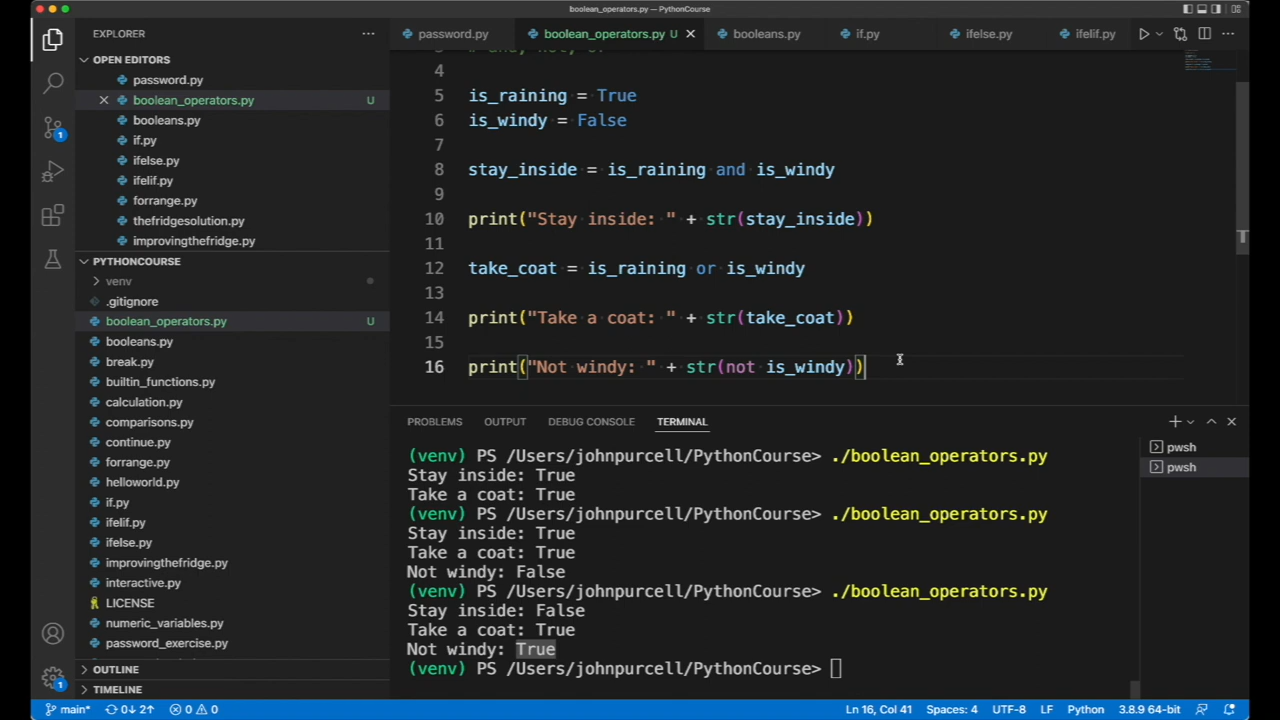 boolean_operators.py — PythonCourse
EXPLORER
OPEN EDITORS
password.py
boolean_operators.py U
booleans.py
if.py
ifelse.py
ifelif.py
forrange.py
thefridgesolution.py
improvingthefridge.py
PYTHONCOURSE
venv
.gitignore
boolean_operators.py U
booleans.py
break.py
builtin_functions.py
calculation.py
comparisons.py
continue.py
forrange.py
helloworld.py
if.py
ifelif.py
ifelse.py
improvingthefridge.py
interactive.py
LICENSE
numeric_variables.py
password_exercise.py
OUTLINE
TIMELINE
password.py boolean_operators.py U booleans.py if.py ifelse.py ifelif.py
4
5 is_raining = True
6 is_windy = False
7
8 stay_inside = is_raining and is_windy
9
10 print("Stay inside: " + str(stay_inside))
11
12 take_coat = is_raining or is_windy
13
14 print("Take a coat: " + str(take_coat))
15
16 print("Not windy: " + str(not is_windy))
PROBLEMS OUTPUT DEBUG CONSOLE TERMINAL
(venv) PS /Users/johnpurcell/PythonCourse> ./boolean_operators.py
Stay inside: True
Take a coat: True
(venv) PS /Users/johnpurcell/PythonCourse> ./boolean_operators.py
Stay inside: True
Take a coat: True
Not windy: False
(venv) PS /Users/johnpurcell/PythonCourse> ./boolean_operators.py
Stay inside: False
Take a coat: True
Not windy: True
(venv) PS /Users/johnpurcell/PythonCourse>
pwsh
pwsh
1
1
main* 0↓ 2↑ 0 0 Ln 16, Col 41 Spaces: 4 UTF-8 LF Python 3.8.9 64-bit